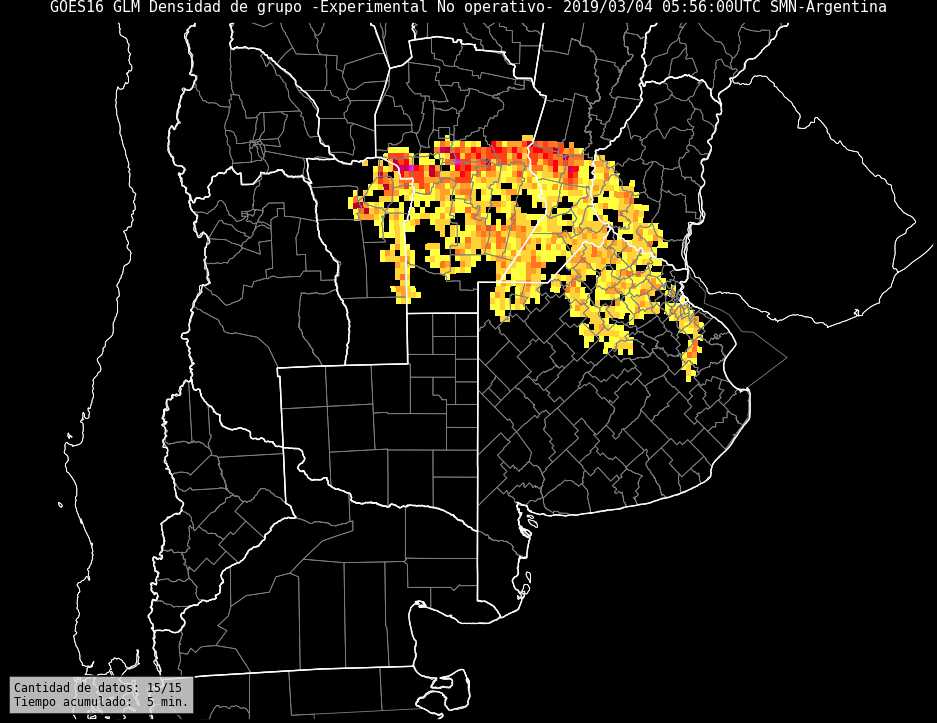 GOES16 GLM Densidad de grupo -Experimental No operativo- 2019/03/04 05:56:00UTC SMN-Argentina
Cantidad de datos: 15/15
Tiempo acumulado:  5 min.